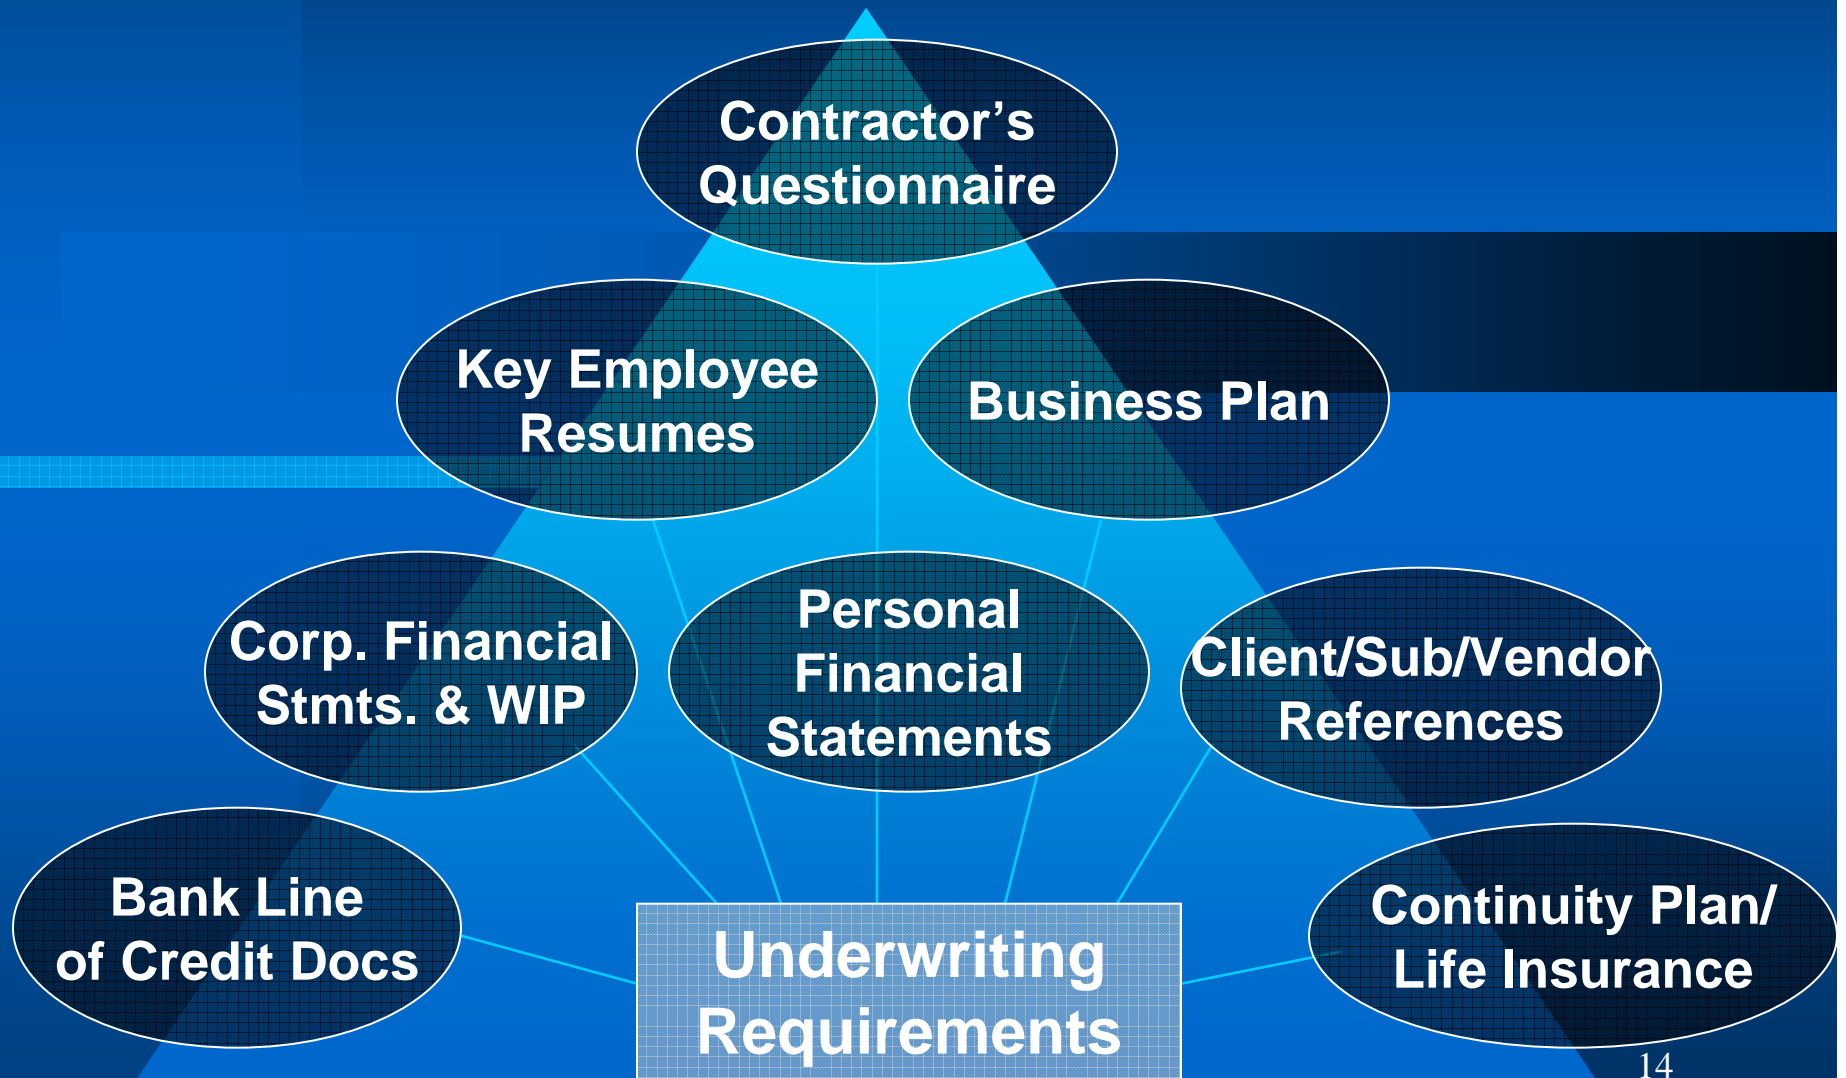 Contractor’s
Questionnaire
Key Employee
Resumes
Business Plan
Corp. Financial
Stmts. & WIP
Personal
Financial
Statements
Client/Sub/Vendor
References
Bank Line
of Credit Docs
Underwriting
Requirements
Continuity Plan/
Life Insurance
14